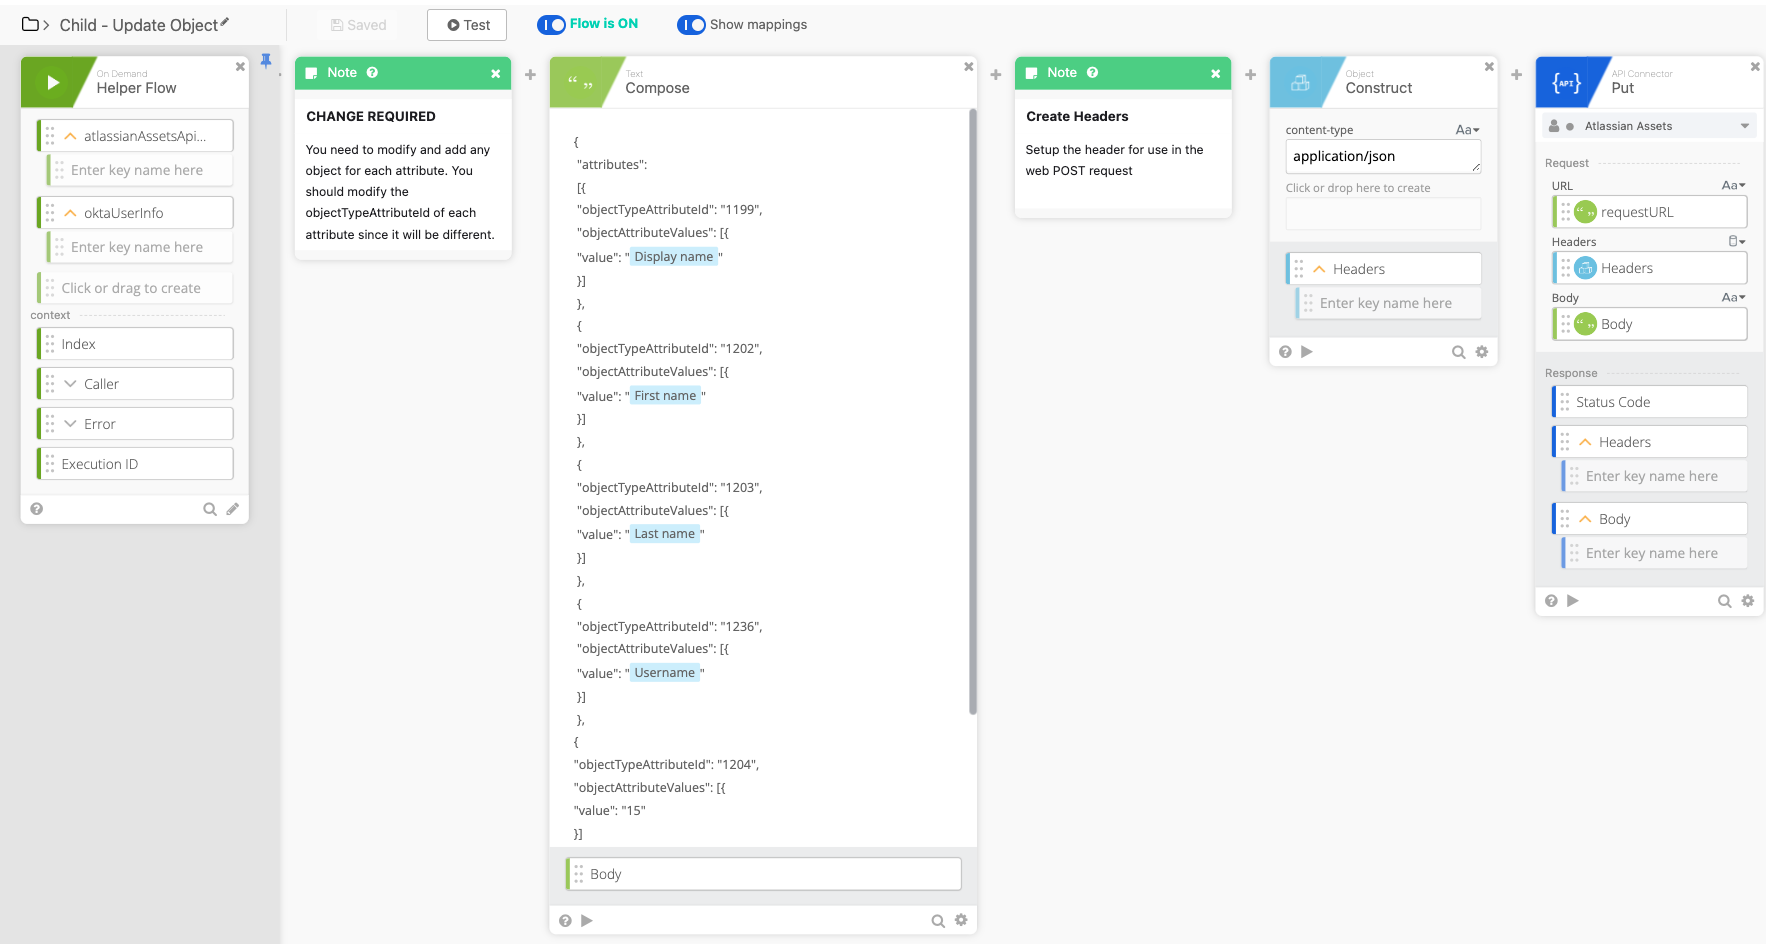 Child - Update Object
Saved
Test
Flow is ON
Show mappings
On Demand
Helper Flow
atlassianAssetsApi...
Enter key name here
oktaUserInfo
Enter key name here
Click or drag to create
context
Index
Caller
Error
Execution ID
Note
CHANGE REQUIRED
You need to modify and add any
object for each attribute. You
should modify the
objectTypeAttributeId of each
attribute since it will be different.
Text
Compose
{
"attributes":
[{
"objectTypeAttributeId": "1199",
"objectAttributeValues": [{
"value": " Display name "
}]
},
{
"objectTypeAttributeId": "1202",
"objectAttributeValues": [{
"value": " First name "
}]
},
{
"objectTypeAttributeId": "1203",
"objectAttributeValues": [{
"value": " Last name "
}]
},
{
"objectTypeAttributeId": "1236",
"objectAttributeValues": [{
"value": " Username "
}]
},
{
"objectTypeAttributeId": "1204",
"objectAttributeValues": [{
"value": "15"
}]
Body
Note
Create Headers
Setup the header for use in the
web POST request
Object
Construct
content-type
Aa
application/json
Click or drop here to create
Headers
Enter key name here
{API}
API Connector
Put
Atlassian Assets
Request
URL
Aa
requestURL
Headers
Headers
Body
Aa
Body
Response
Status Code
Headers
Enter key name here
Body
Enter key name here